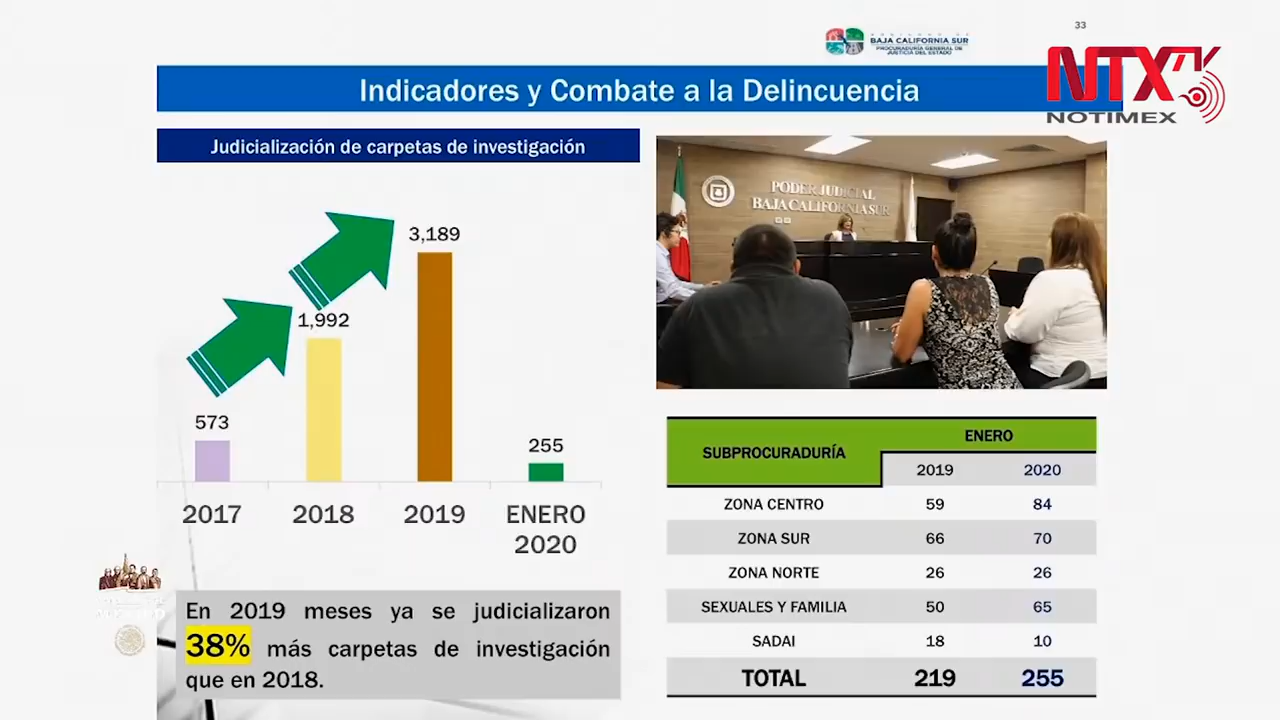 33
BAJA CALIFORNIA SUR
PROCURADURÍA GENERAL DE
JUSTICIA DEL ESTADO
NTX
NOTIMEX
Indicadores y Combate a la Delincuencia
Judicialización de carpetas de investigación
3,189
1,992
573
255
2017 2018 2019 ENERO
2020
En 2019 meses ya se judicializaron
38% más carpetas de investigación
que en 2018.
PODER JUDICIAL
BAJA CALIFORNIA SUR
SUBPROCURADURÍA ENERO
2019 2020
ZONA CENTRO 59 84
ZONA SUR 66 70
ZONA NORTE 26 26
SEXUALES Y FAMILIA 50 65
SADAI 18 10
TOTAL 219 255